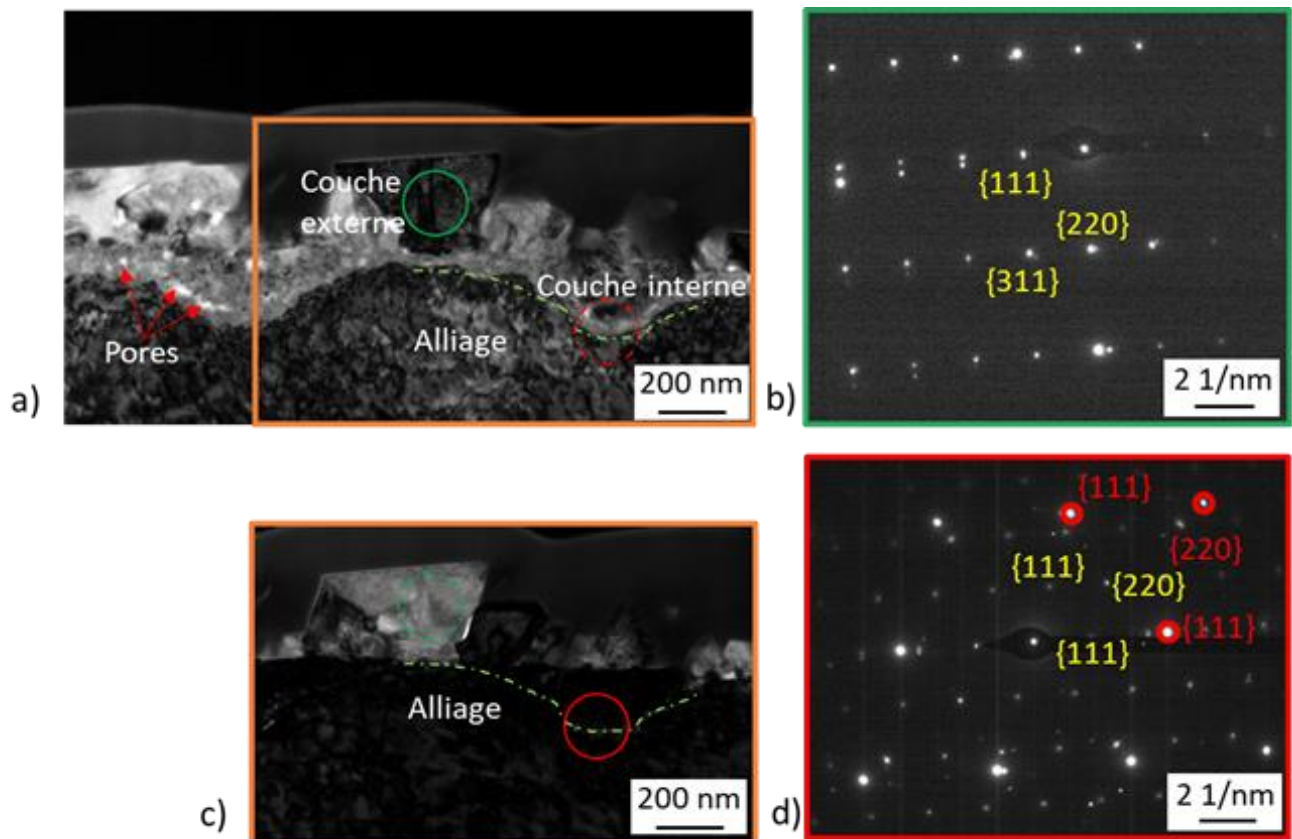 Couche
externe
Couche interne
Alliage
Pores
200 nm
a)
{111}
{220}
{311}
2 1/nm
b)
Alliage
200 nm
c)
{111}
{220}
{111}
{220}
{111}
{111}
2 1/nm
d)